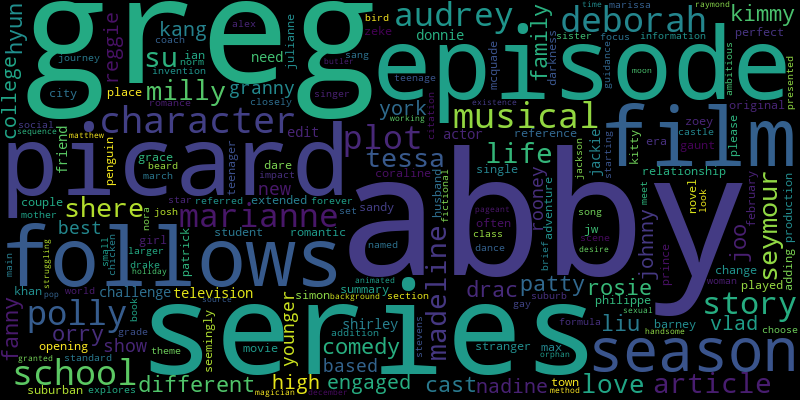 greg
episode
abby
picard
film
follows
series
season
audrey
deborah
kimmy
kang
donnie
family
hyun
college
reggie
su
milly
granny
york
musical
character
plot
tessa
life
marianne
shere
madeline
rooney
jackie
johnny
joo
seymour
best
new
drac
patty
rosie
story
polly
orry
fanny
show
challenge
television
younger
comedy
based
shirley
liu
vlad
philippe
barney
school
different
high
engaged
cast
nadine
love
article
town
opening
suburban
explores
theme
movie
seemingly
magician
december
stranger
max
orphan
formula
handsome
choose
method
granted
standard
khan
pop
world
holiday
book
grade
simon
background
section
summary
animated
addition
stevens
suburb
gay
sexual
woman
change
played
adding
production
february
prince
scene
desire
song
jw
class
dance
often
pageant
named
brief
adventure
fictional
husband
sandy
set
forever
extended
referred
star
romantic
student
patrick
josh
nora
mother
couple
girl
larger
drake
small
chicken
struggling
main
march
beard
grace
dare
impact
coraline
teenager
penguin
matthew
friend
sequence
social
city
place
journey
invention
norm
ian
coach
alex
need
julianne
closely
romance
edit
singer
sang
butler
teenage
zeke
bird
mcquade
darkness
sister
time
marissa
raymond
focus
information
guidance
perfect
ambitious
presented
moon
original
zoey
castle
era
please
gaunt
kitty
starting
jackson
relationship
meet
novel
look
existence
reference
actor
citation
working
single